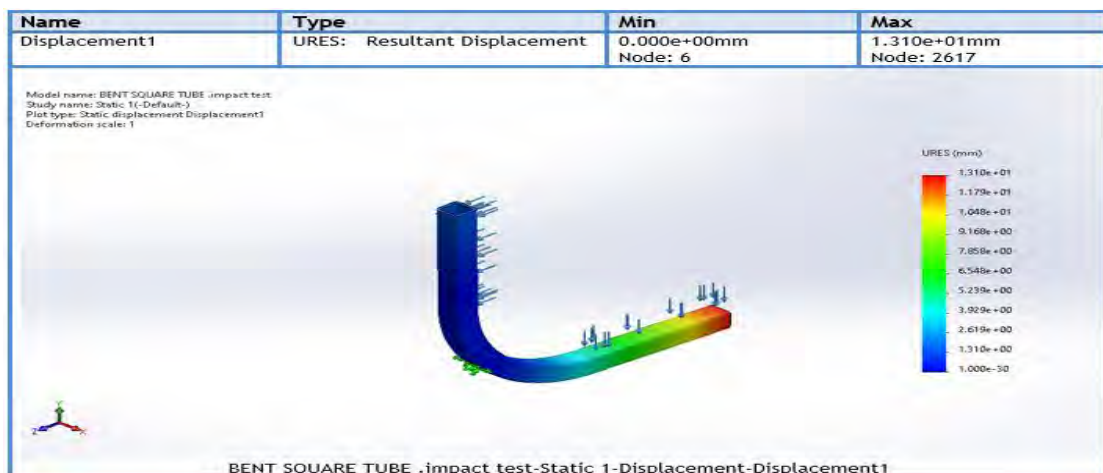 Name Type Min Max
Displacement1 URES: Resultant Displacement 0.000e+00mm 1.310e+01mm
Node: 6 Node: 2617
Model name: BENT SQUARE TUBE .impact test
Study name: Static 1(-Default-)
Plot type: Static displacement Displacement1
Deformation scale: 1
URES (mm)
1.310e+01
1.179e+01
1.048e+01
9.168e+00
7.858e+00
6.548e+00
5.239e+00
3.929e+00
2.619e+00
1.310e+00
1.000e-30
Y
Z X
BENT SQUARE TUBE .impact test-Static 1-Displacement-Displacement1